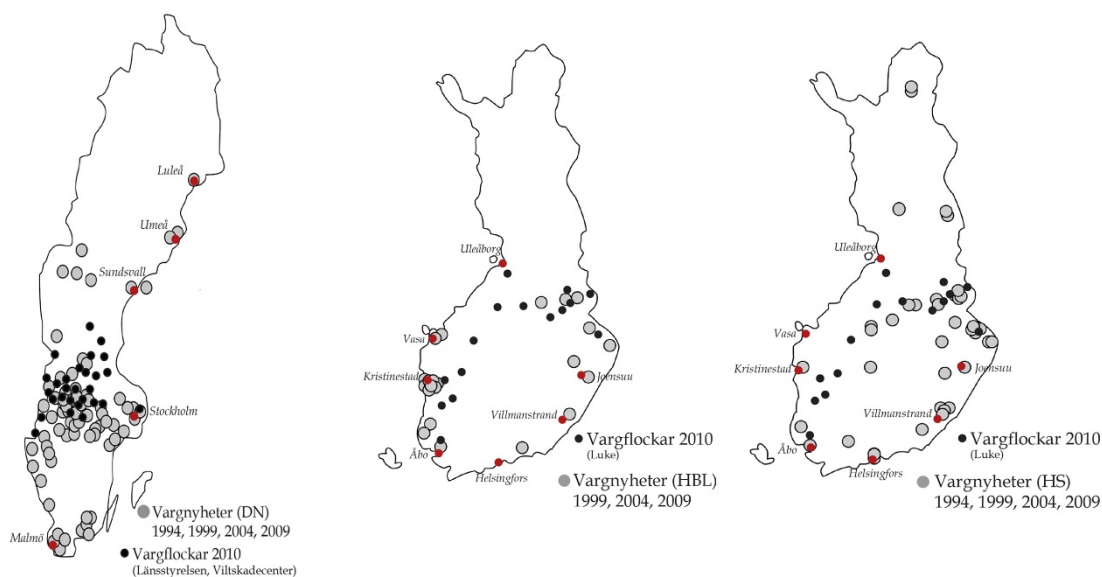 Luleå
Umeå
Sundsvall
Stockholm
Malmö
Vargnyheter (DN)
1994, 1999, 2004, 2009
Vargflockar 2010
(Länsstyrelsen, Viltskadecenter)
Uleåborg
Vasa
Kristinestad
Joensuu
Villmanstrand
Åbo
Helsingfors
Vargflockar 2010
(Luke)
Vargnyheter (HBL)
1999, 2004, 2009
Uleåborg
Vasa
Kristinestad
Joensuu
Villmanstrand
Åbo
Helsingfors
Vargflockar 2010
(Luke)
Vargnyheter (HS)
1994, 1999, 2004, 2009